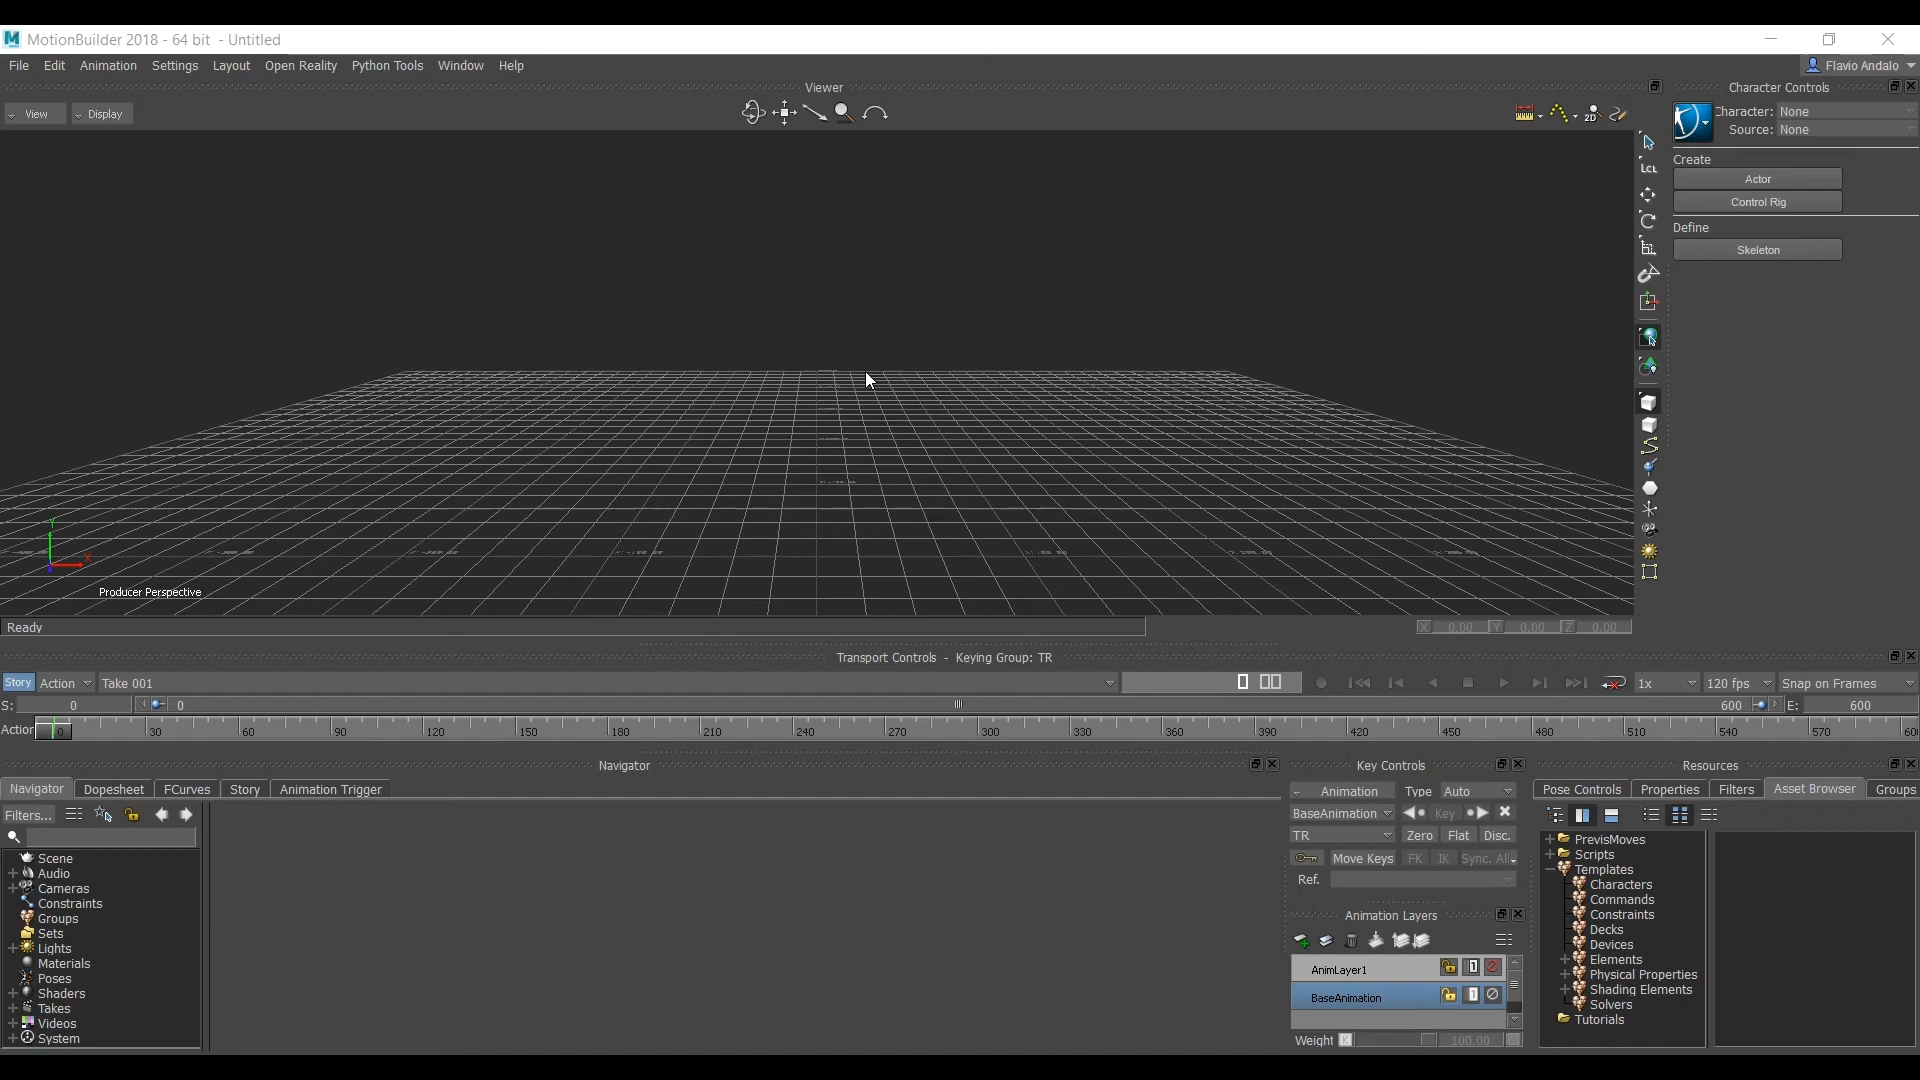 MotionBuilder 2018 - 64 bit - Untitled
File Edit Animation Settings Layout Open Reality Python Tools Window Help
Flavio Andalo
Viewer
View Display
2D
LCL
Producer Perspective
Ready
X 0.00 Y 0.00 Z 0.00
Character Controls
Character: None
Source: None
Create
Actor
Control Rig
Define
Skeleton
Transport Controls - Keying Group: TR
Story Action Take 001 1x 120 fps Snap on Frames
S: 0 0 600 E: 600
Action 0 30 60 90 120 150 180 210 240 270 300 330 360 390 420 450 480 510 540 570 60
Navigator
Navigator Dopesheet FCurves Story Animation Trigger
Filters...
Scene
Audio
Cameras
Constraints
Groups
Sets
Lights
Materials
Poses
Shaders
Takes
Videos
System
Key Controls
Animation Type Auto
BaseAnimation Key
TR Zero Flat Disc.
Move Keys FK IK Sync. All
Ref.
Animation Layers
AnimLayer1 1
BaseAnimation 1
Weight K 100.00
Resources
Pose Controls Properties Filters Asset Browser Groups
PrevisMoves
Scripts
Templates
Characters
Commands
Constraints
Decks
Devices
Elements
Physical Properties
Shading Elements
Solvers
Tutorials